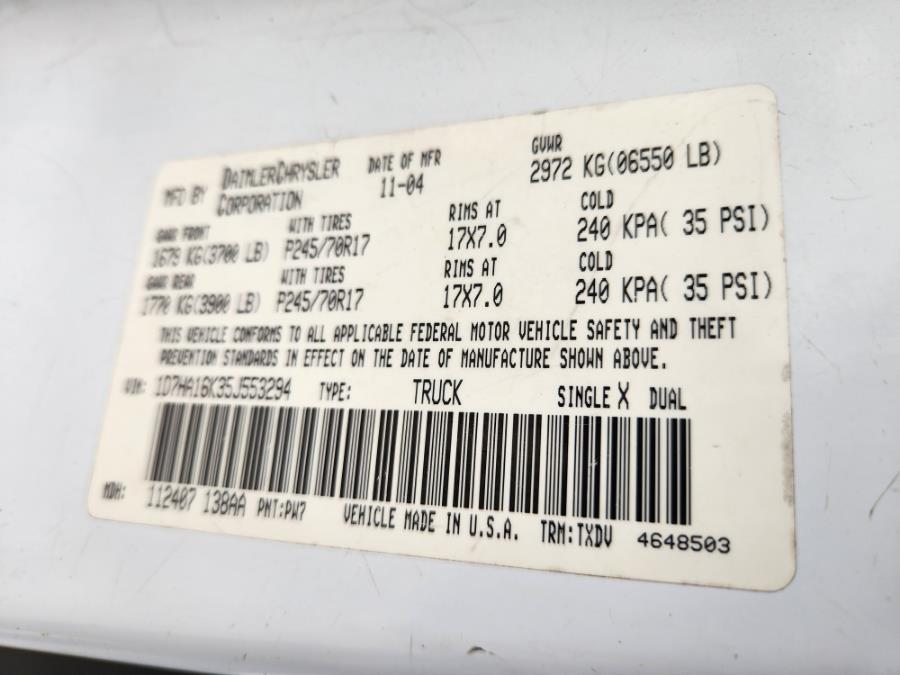 MFD BY DAIMLERCHRYSLER CORPORATION DATE OF MFR 11-04 GVWR 2972 KG(06550 LB)
GAWR FRONT WITH TIRES RIMS AT COLD
1679 KG(3700 LB) P245/70R17 17X7.0 240 KPA( 35 PSI)
GAWR REAR WITH TIRES RIMS AT COLD
1770 KG(3900 LB) P245/70R17 17X7.0 240 KPA( 35 PSI)
THIS VEHICLE CONFORMS TO ALL APPLICABLE FEDERAL MOTOR VEHICLE SAFETY AND THEFT
PREVENTION STANDARDS IN EFFECT ON THE DATE OF MANUFACTURE SHOWN ABOVE.
VIN: 1D7HA16K35J553294 TYPE: TRUCK SINGLE X DUAL
MDH: 112407 138AA PNT:PW7 VEHICLE MADE IN U.S.A. TRM:TXDV 4648503